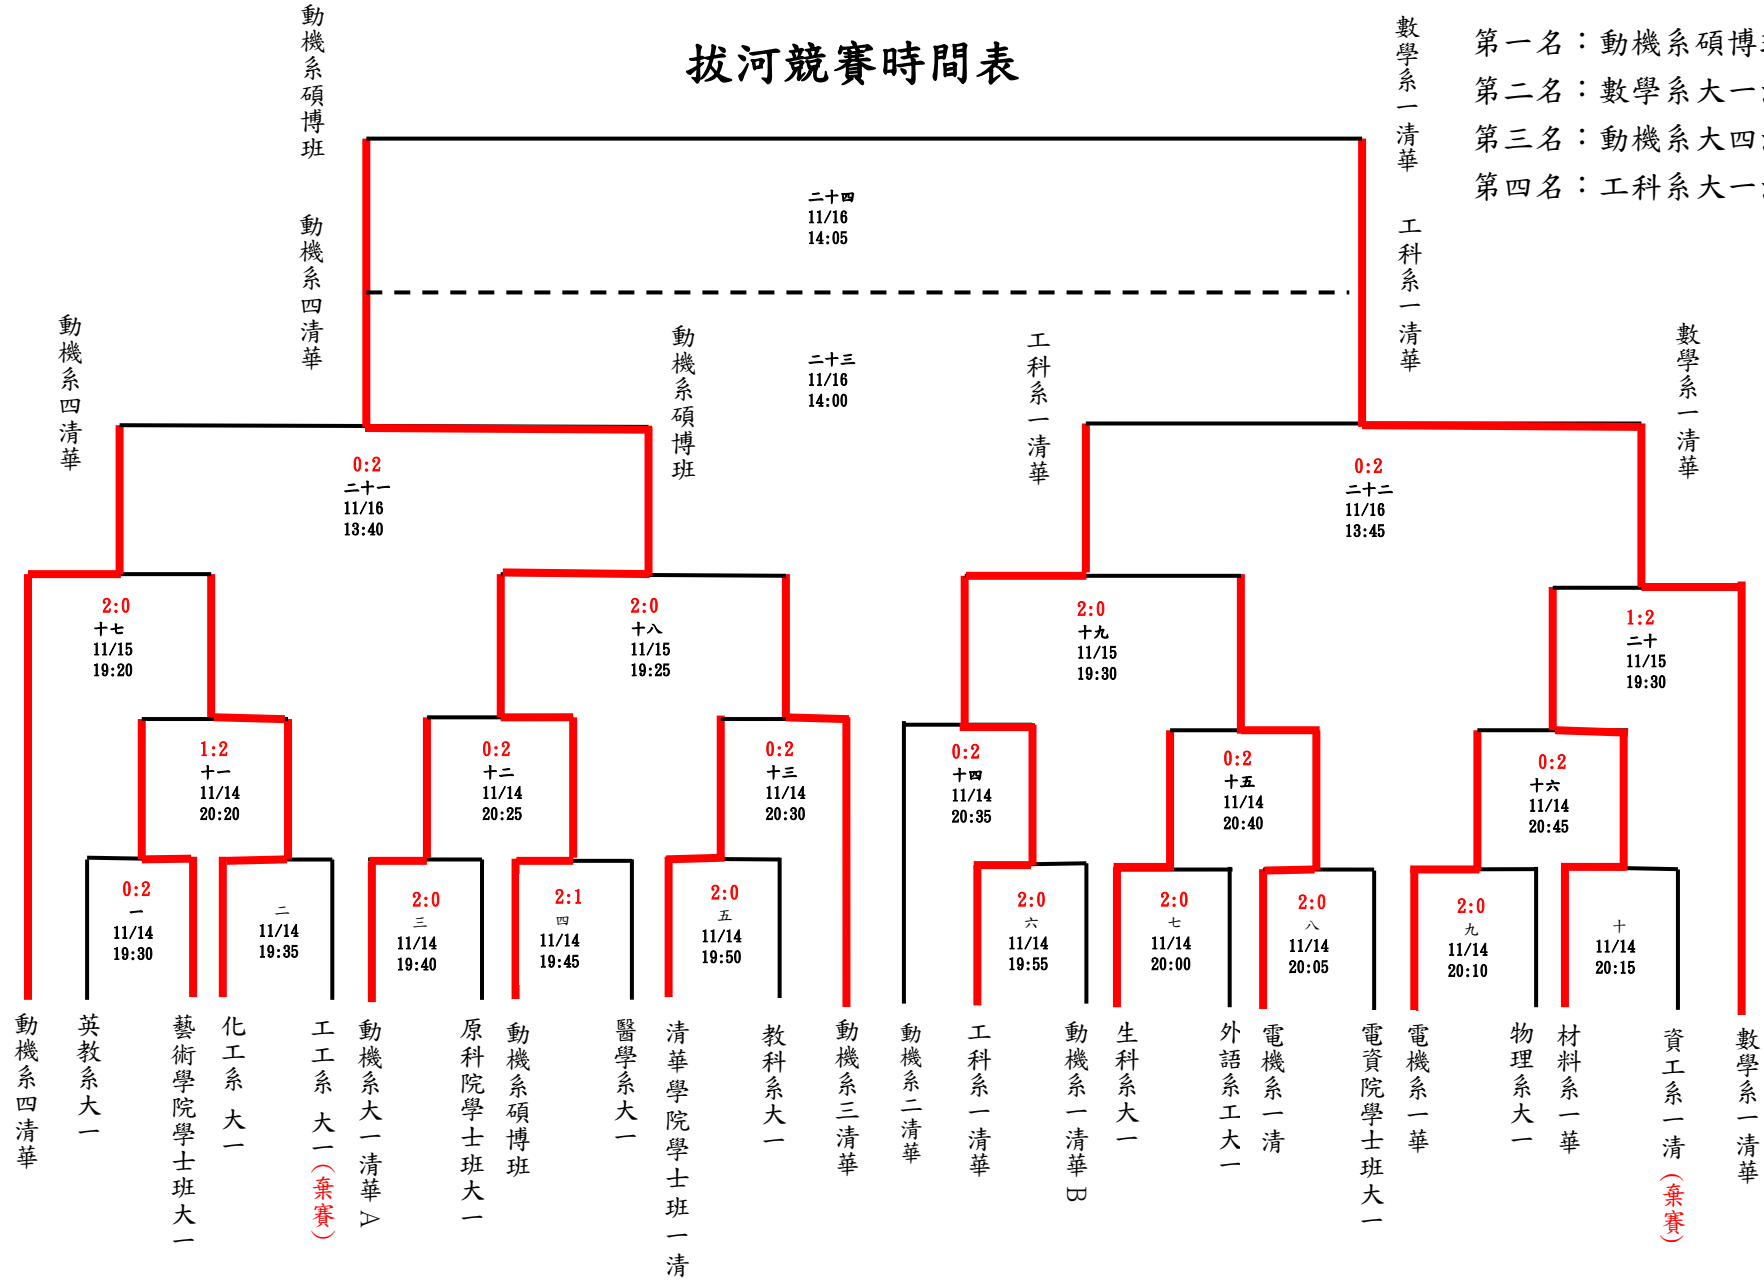 拔河競賽時間表
第一名：動機系碩博
第二名：數學系大一
第三名：動機系大四
第四名：工科系大一
動機系碩博班
數學系一清華
二十四
11/16
14:05
動機系四清華
工科系一清華
二十三
11/16
14:00
動機系四清華
動機系碩博班
工科系一清華
數學系一清華
0:2
二十一
11/16
13:40
0:2
二十二
11/16
13:45
2:0
十七
11/15
19:20
2:0
十八
11/15
19:25
2:0
十九
11/15
19:30
1:2
二十
11/15
19:30
1:2
十一
11/14
20:20
0:2
十二
11/14
20:25
0:2
十三
11/14
20:30
0:2
十四
11/14
20:35
0:2
十五
11/14
20:40
0:2
十六
11/14
20:45
0:2
一
11/14
19:30
二
11/14
19:35
2:0
三
11/14
19:40
2:1
四
11/14
19:45
2:0
五
11/14
19:50
2:0
六
11/14
19:55
2:0
七
11/14
20:00
2:0
八
11/14
20:05
2:0
九
11/14
20:10
十
11/14
20:15
動機系四清華
英教系大一
藝術學院學士班大一
化工系 大一
工工系 大一(棄賽)
動機系大一清華 A
原科院學士班大一
動機系碩博班
醫學系大一
清華學院學士班一清
教科系大一
動機系三清華
動機系二清華
工科系一清華
動機系一清華 B
生科系大一
外語系工大一
電機系一清
電資院學士班大一
電機系一華
物理系大一
材料系一華
資工系一清 (棄賽)
數學系一清華